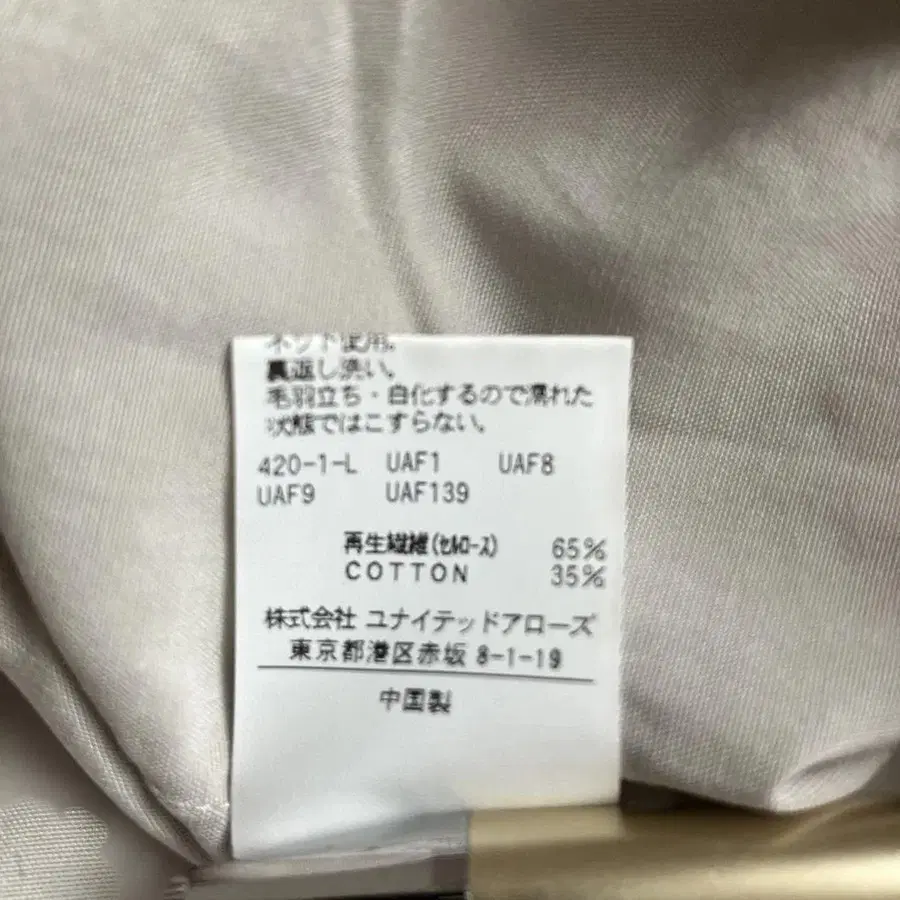 ネット使用.
裏返し洗い.
毛羽立ち・白化するので濡れた
状態ではこすらない.
420-1-L UAF1 UAF8
UAF9 UAF139
再生繊維(ｾﾙﾛｰｽ) 65%
COTTON 35%
株式会社 ユナイテッドアローズ
東京都港区赤坂 8-1-19
中国製